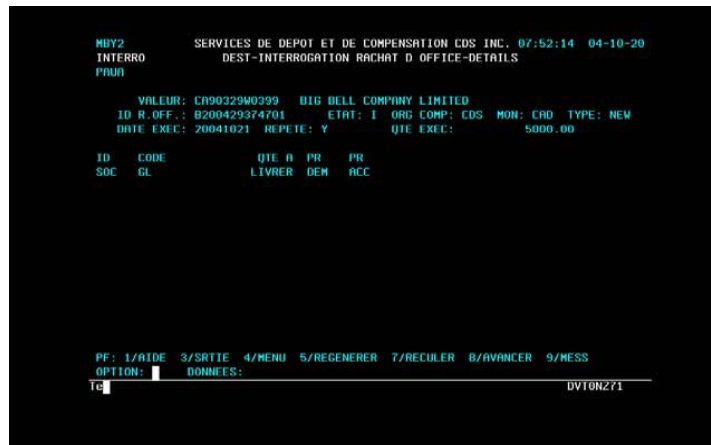 MBY2 SERVICES DE DEPOT ET DE COMPENSATION CDS INC. 07:52:14 04-10-20
INTERRO DEST-INTERROGATION RACHAT D OFFICE-DETAILS
PAUA
VALEUR: CA90329W0399 BIG BELL COMPANY LIMITED
ID R.OFF.: B200429374701 ETAT: I ORG COMP: CDS MON: CAD TYPE: NEW
DATE EXEC: 20041021 REPETE: Y QTE EXEC: 5000.00
ID CODE QTE A PR PR
SOC GL LIVRER DEM ACC
PF: 1/AIDE 3/SRTIE 4/MENU 5/REGENERER 7/RECULER 8/AVANCER 9/MESS
OPTION: DONNEES:
Te DVT0NZ71